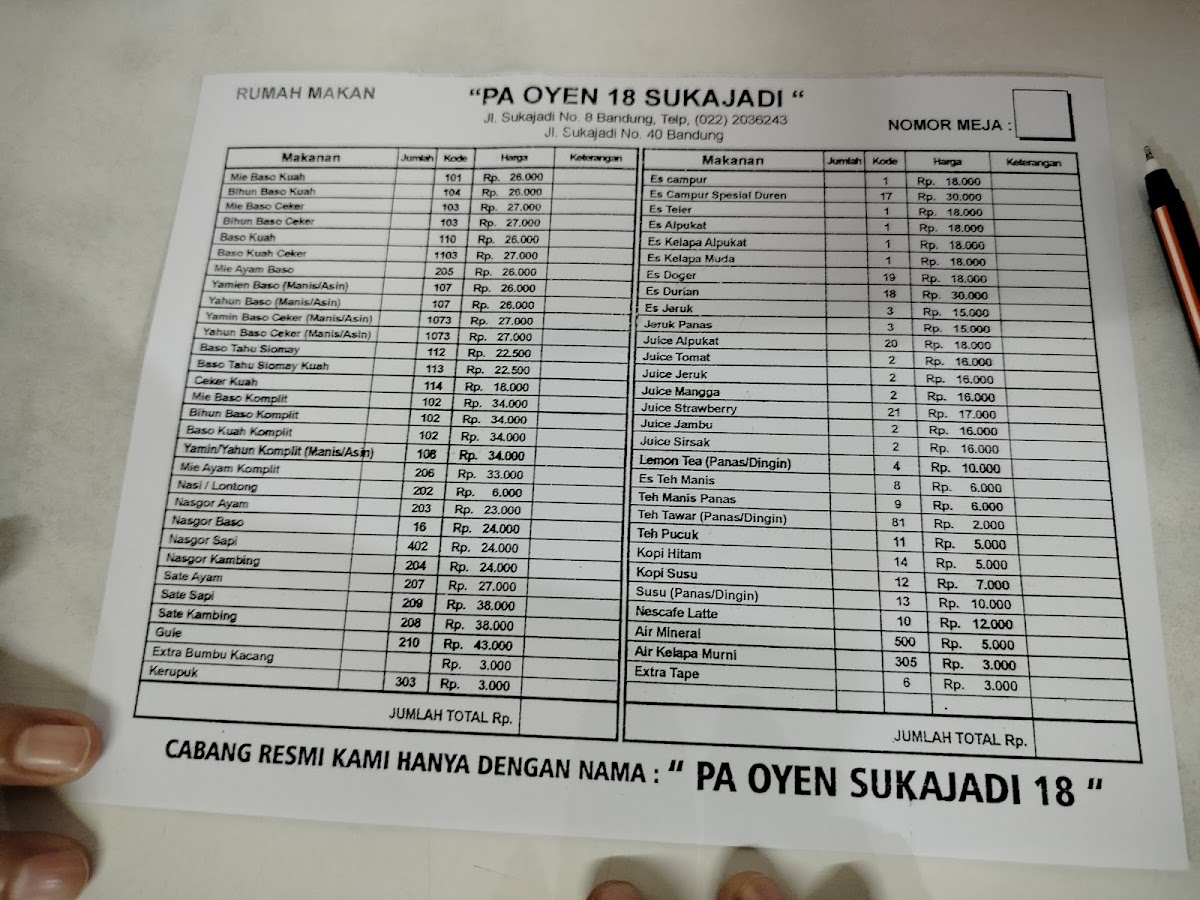 RUMAH MAKAN
"PA OYEN 18 SUKAJADI "
Jl. Sukajadi No. 8 Bandung, Telp, (022) 2036243
Jl. Sukajadi No. 40 Bandung
NOMOR MEJA :
Makanan Jumlah Kode Harga Keterangan
Mie Baso Kuah 101 Rp. 26.000
Bihun Baso Kuah 104 Rp. 26.000
Mie Baso Ceker 103 Rp. 27.000
Bihun Baso Ceker 103 Rp. 27.000
Baso Kuah 110 Rp. 26.000
Baso Kuah Ceker 1103 Rp. 27.000
Mie Ayam Baso 205 Rp. 26.000
Yamien Baso (Manis/Asin) 107 Rp. 26.000
Yahun Baso (Manis/Asin) 107 Rp. 26.000
Yamin Baso Ceker (Manis/Asin) 1073 Rp. 27.000
Yahun Baso Ceker (Manis/Asin) 1073 Rp. 27.000
Baso Tahu Siomay 112 Rp. 22.500
Baso Tahu Siomay Kuah 113 Rp. 22.500
Ceker Kuah 114 Rp. 18.000
Mie Baso Komplit 102 Rp. 34.000
Bihun Baso Komplit 102 Rp. 34.000
Baso Kuah Komplit 102 Rp. 34.000
Yamin/Yahun Komplit (Manis/Asin) 108 Rp. 34.000
Mie Ayam Komplit 206 Rp. 33.000
Nasi / Lontong 202 Rp. 6.000
Nasgor Ayam 203 Rp. 23.000
Nasgor Baso 16 Rp. 24.000
Nasgor Sapi 402 Rp. 24.000
Nasgor Kambing 204 Rp. 24.000
Sate Ayam 207 Rp. 27.000
Sate Sapi 209 Rp. 38.000
Sate Kambing 208 Rp. 38.000
Gule 210 Rp. 43.000
Extra Bumbu Kacang Rp. 3.000
Kerupuk 303 Rp. 3.000
JUMLAH TOTAL Rp.
Makanan Jumlah Kode Harga Keterangan
Es campur 1 Rp. 18.000
Es Campur Spesial Duren 17 Rp. 30.000
Es Teler 1 Rp. 18.000
Es Alpukat 1 Rp. 18.000
Es Kelapa Alpukat 1 Rp. 18.000
Es Kelapa Muda 1 Rp. 18.000
Es Doger 19 Rp. 18.000
Es Durian 18 Rp. 30.000
Es Jeruk 3 Rp. 15.000
Jeruk Panas 3 Rp. 15.000
Juice Alpukat 20 Rp. 18.000
Juice Tomat 2 Rp. 16.000
Juice Jeruk 2 Rp. 16.000
Juice Mangga 2 Rp. 16.000
Juice Strawberry 21 Rp. 17.000
Juice Jambu 2 Rp. 16.000
Juice Sirsak 2 Rp. 16.000
Lemon Tea (Panas/Dingin) 4 Rp. 10.000
Es Teh Manis 8 Rp. 6.000
Teh Manis Panas 9 Rp. 6.000
Teh Tawar (Panas/Dingin) 81 Rp. 2.000
Teh Pucuk 11 Rp. 5.000
Kopi Hitam 14 Rp. 5.000
Kopi Susu 12 Rp. 7.000
Susu (Panas/Dingin) 13 Rp. 10.000
Nescafe Latte 10 Rp. 12.000
Air Mineral 500 Rp. 5.000
Air Kelapa Murni 305 Rp. 3.000
Extra Tape 6 Rp. 3.000
JUMLAH TOTAL Rp.
CABANG RESMI KAMI HANYA DENGAN NAMA : " PA OYEN SUKAJADI 18 "